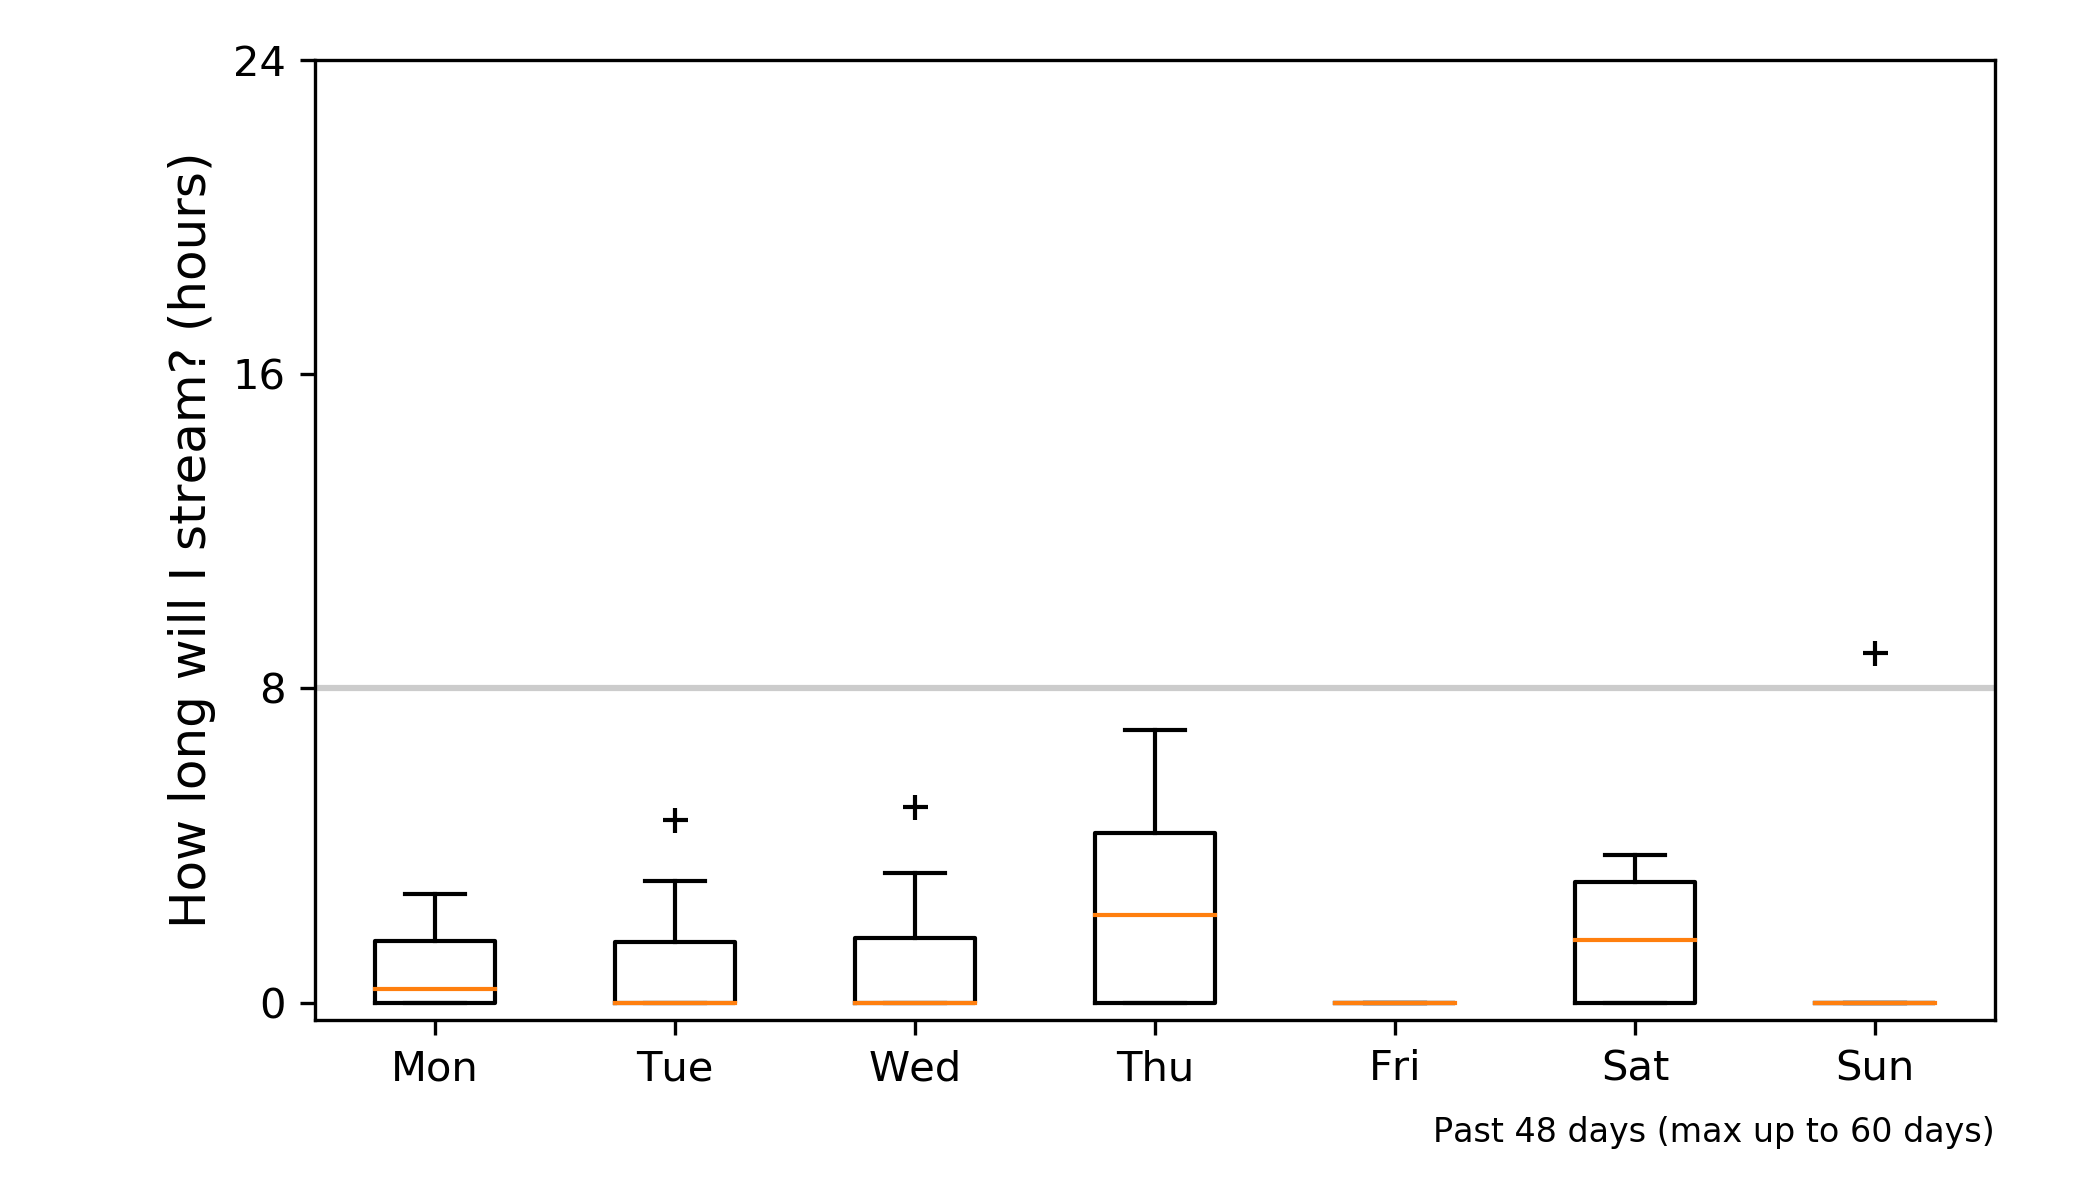 How long will I stream? (hours)
24
16
8
0
Mon Tue Wed Thu Fri Sat Sun
Past 48 days (max up to 60 days)